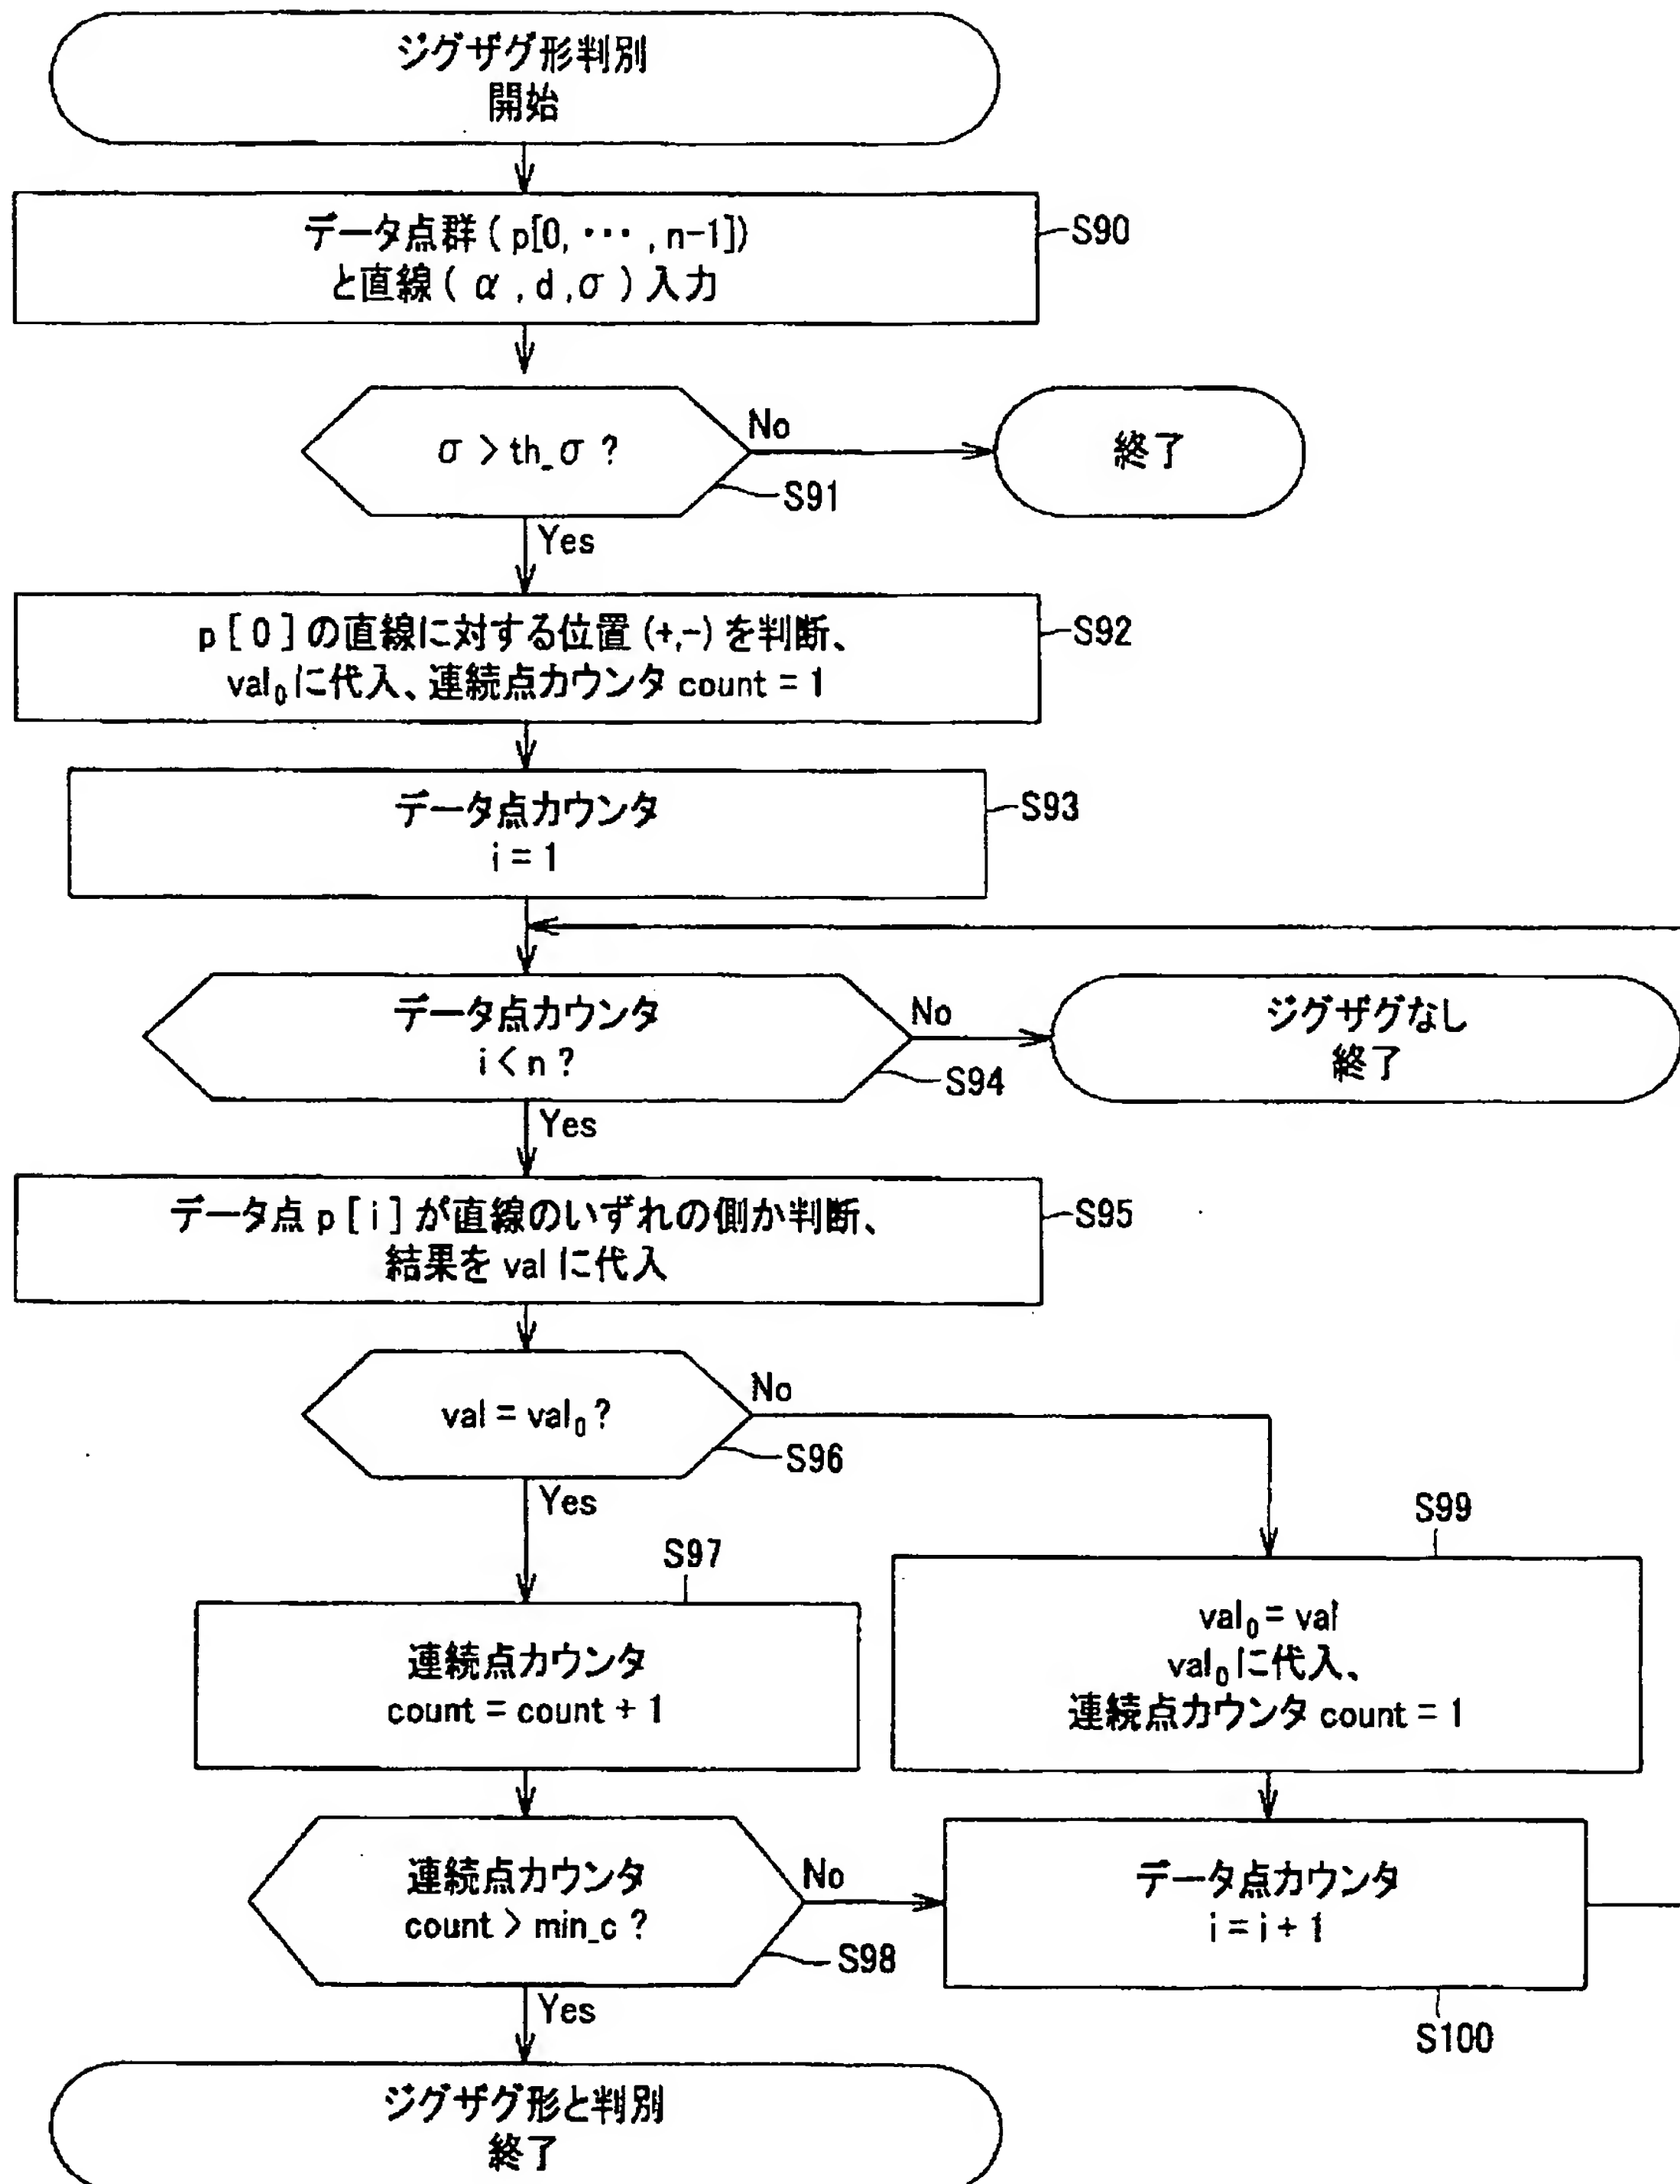 ジグザグ形判別
開始
データ点群 ( p[0, ・・・ , n-1])
と直線 ( α , d , σ ) 入力
S90
σ > th_σ ?
No
終了
S91
Yes
p [ 0 ] の直線に対する位置 (+,-) を判断、
val₀に代入、連続点カウンタ count = 1
S92
データ点カウンタ
i = 1
S93
データ点カウンタ
i < n ?
No
ジグザグなし
終了
S94
Yes
データ点 p [ i ] が直線のいずれの側か判断、
結果を val に代入
S95
val = val₀ ?
No
S96
Yes
S97
連続点カウンタ
count = count + 1
S99
val₀ = val
val₀に代入、
連続点カウンタ count = 1
連続点カウンタ
count > min_c ?
No
S98
データ点カウンタ
i = i + 1
S100
Yes
ジグザグ形と判別
終了